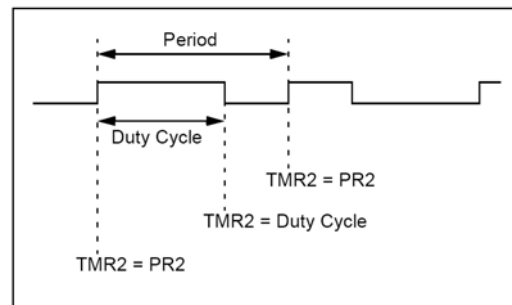 Period
Duty Cycle
TMR2 = PR2
TMR2 = Duty Cycle
TMR2 = PR2